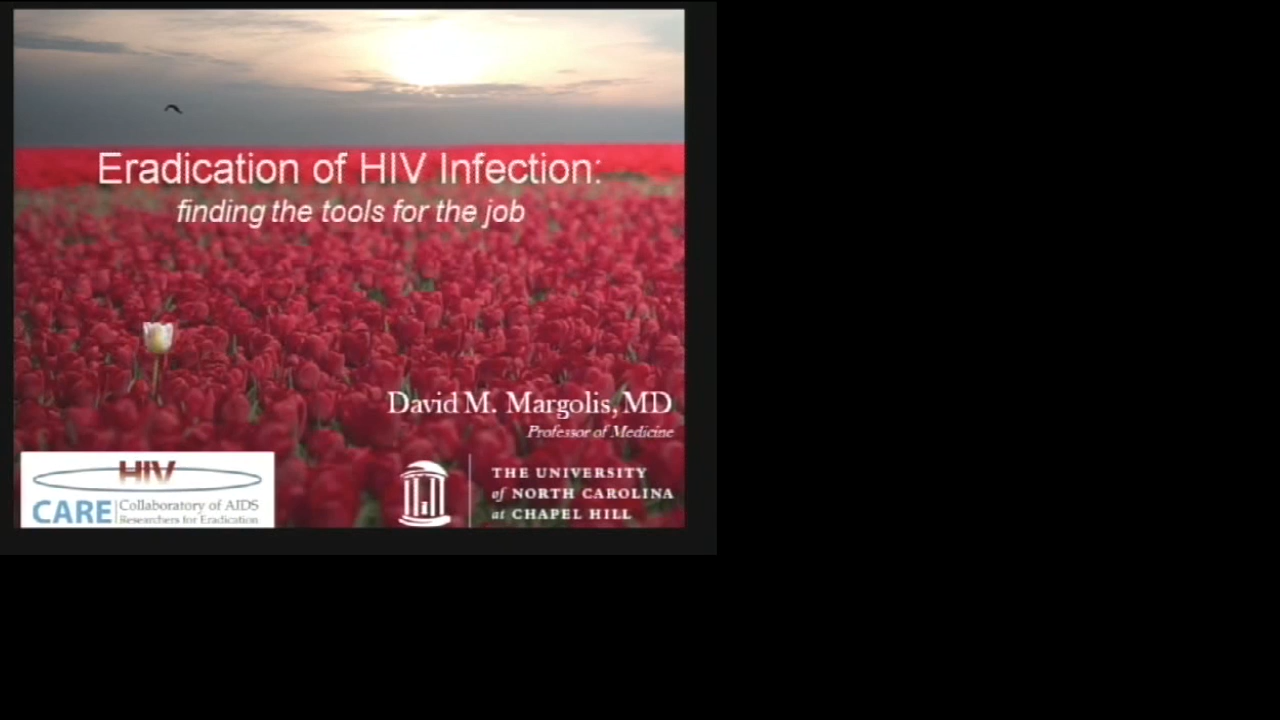 Eradication of HIV Infection:
finding the tools for the job
David M. Margolis, MD
Professor of Medicine
HIV
CARE
Collaboratory of AIDS
Researchers for Eradication
THE UNIVERSITY
of NORTH CAROLINA
at CHAPEL HILL